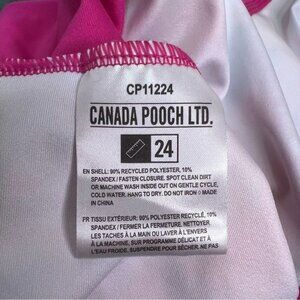 CP11224
CANADA POOCH LTD.
24
EN SHELL: 90% RECYCLED POLYESTER, 10%
SPANDEX / FASTEN CLOSURE. SPOT CLEAN DIRT
OR MACHINE WASH INSIDE OUT ON GENTLE CYCLE,
COLD WATER. HANG TO DRY. DO NOT IRON MADE IN
CHINA
FR TISSU EXTÉRIEUR: 90% POLYESTER RECYCLÉ, 10%
SPANDEX / FERMER LA FERMETURE. NETTOYER
LES TACHES À LA MAIN OU LAVER À L'ENVERS
À LA MACHINE, SUR PROGRAMME DÉLICAT ET À
L'EAU FROIDE. SUSPENDRE POUR SÉCHER. NE PAS